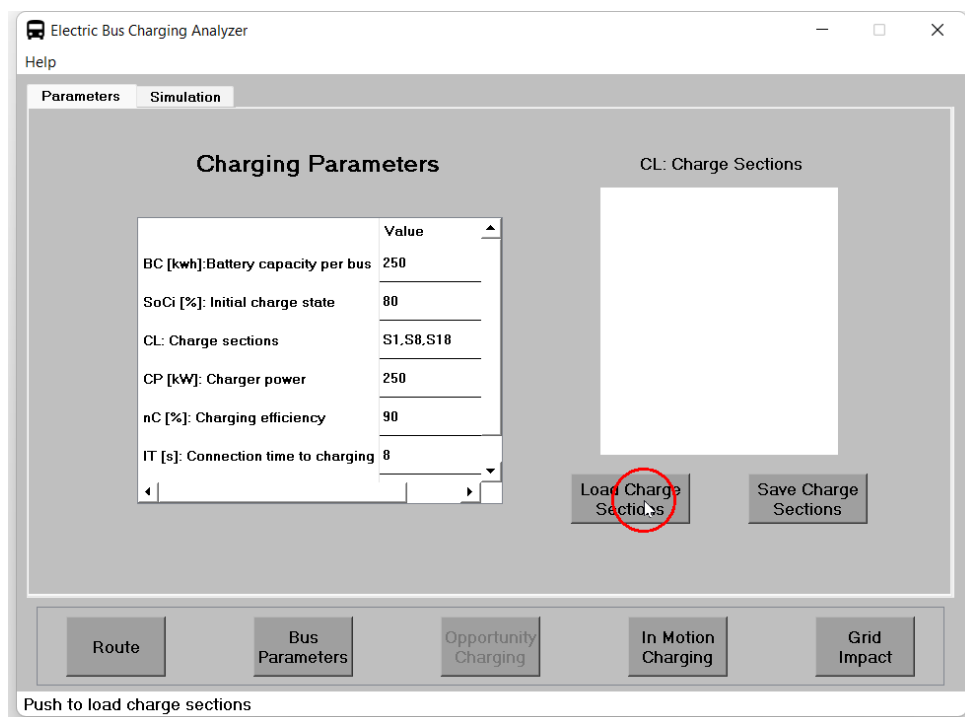 Electric Bus Charging Analyzer
Help
Parameters Simulation
Charging Parameters
CL: Charge Sections
Value
BC [kwh]:Battery capacity per bus 250
SoCi [%]: Initial charge state 80
CL: Charge sections S1,S8,S18
CP [kW]: Charger power 250
nC [%]: Charging efficiency 90
IT [s]: Connection time to charging 8
Load Charge
Sections
Save Charge
Sections
Route
Bus
Parameters
Opportunity
Charging
In Motion
Charging
Grid
Impact
Push to load charge sections